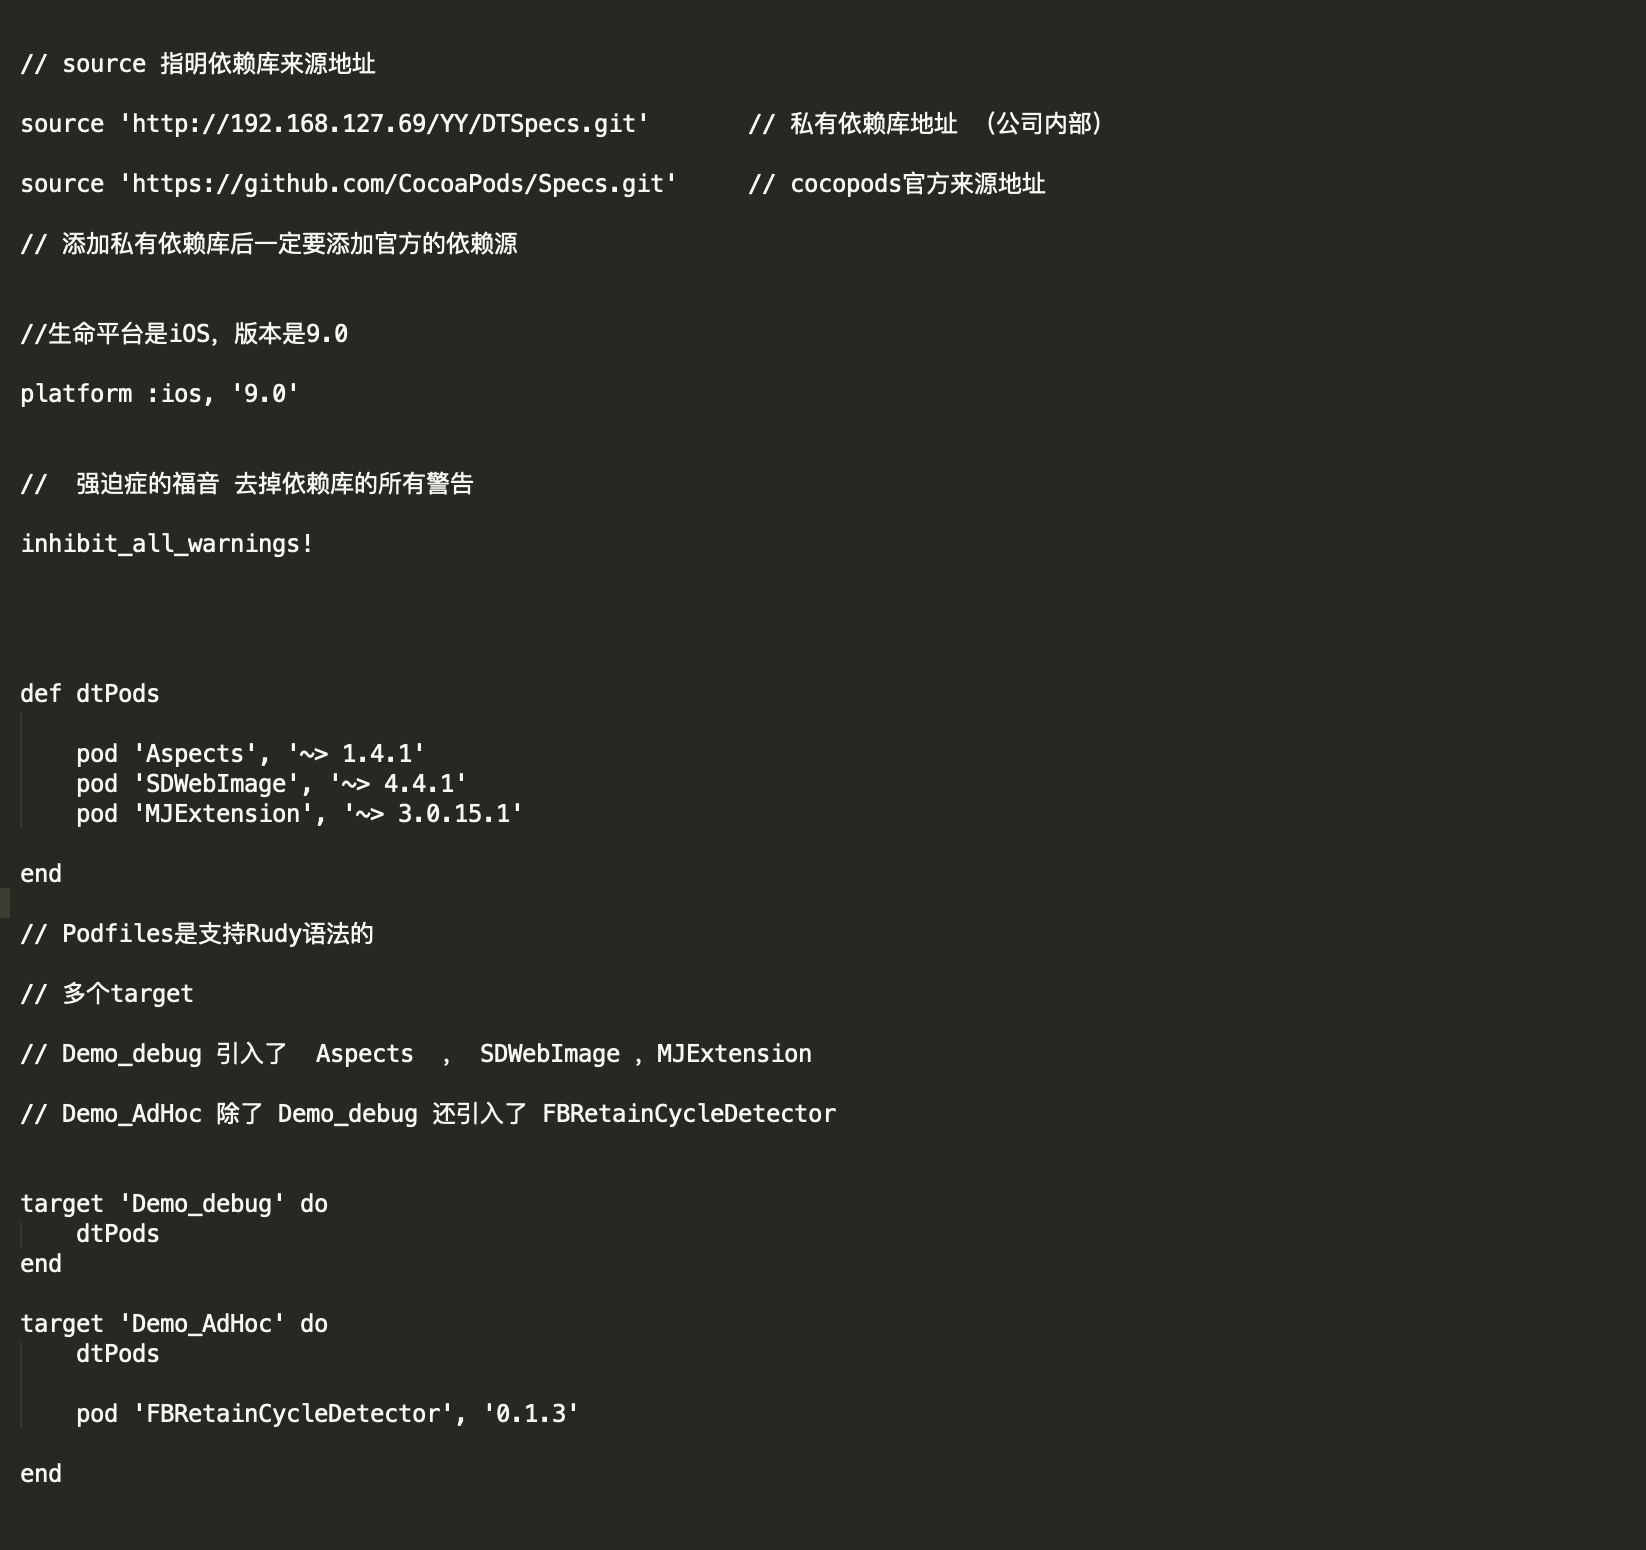 // source 指明依赖库来源地址
source 'http://192.168.127.69/YY/DTSpecs.git'       // 私有依赖库地址 （公司内部）
source 'https://github.com/CocoaPods/Specs.git'     // cocopods官方来源地址
// 添加私有依赖库后一定要添加官方的依赖源
//生命平台是iOS，版本是9.0
platform :ios, '9.0'
//  强迫症的福音 去掉依赖库的所有警告
inhibit_all_warnings!
def dtPods
    pod 'Aspects', '~> 1.4.1'
    pod 'SDWebImage', '~> 4.4.1'
    pod 'MJExtension', '~> 3.0.15.1'
end
// Podfiles是支持Rudy语法的
// 多个target
// Demo_debug 引入了  Aspects  ， SDWebImage ，MJExtension
// Demo_AdHoc 除了 Demo_debug 还引入了 FBRetainCycleDetector
target 'Demo_debug' do
    dtPods
end
target 'Demo_AdHoc' do
    dtPods
    pod 'FBRetainCycleDetector', '0.1.3'
end